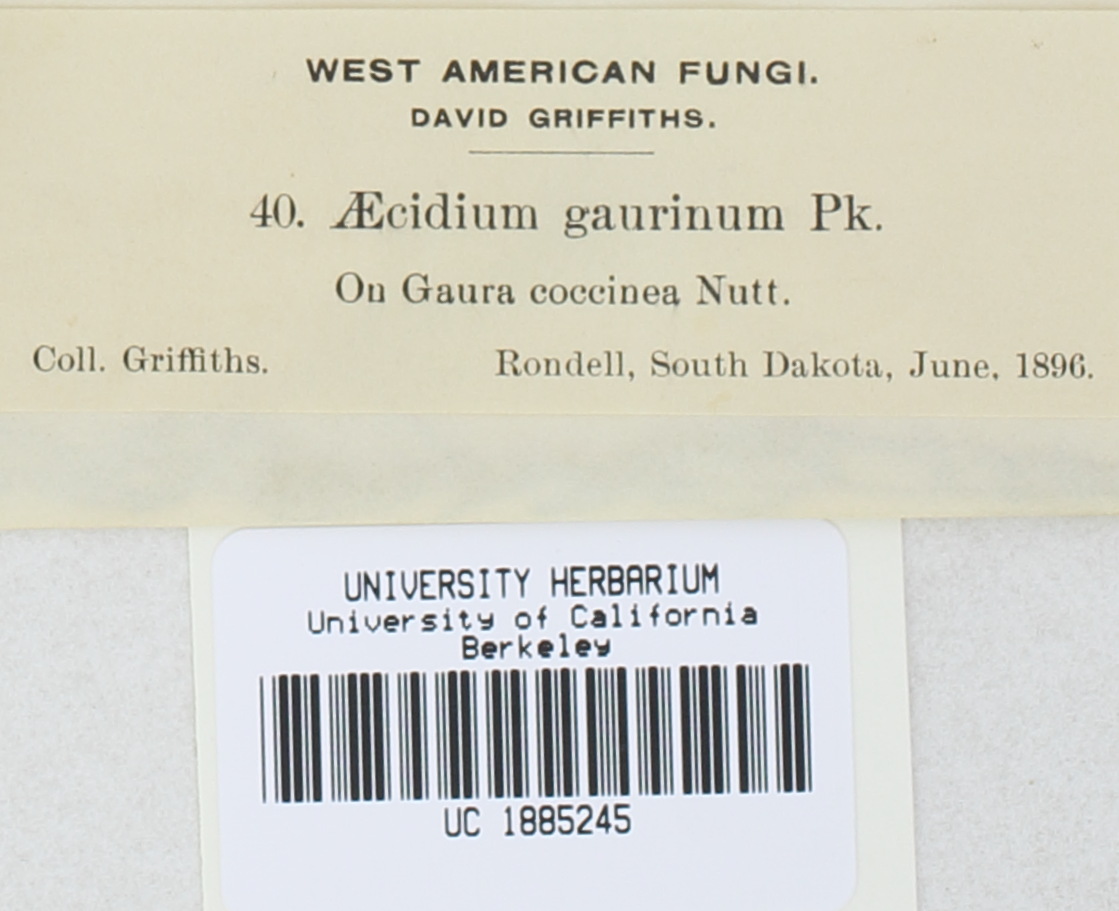 WEST AMERICAN FUNGI.
DAVID GRIFFITHS.
40. Æcidium gaurinum Pk.
On Gaura coccinea Nutt.
Coll. Griffiths. Rondell, South Dakota, June, 1896.
UNIVERSITY HERBARIUM
University of California
Berkeley
UC 1885245